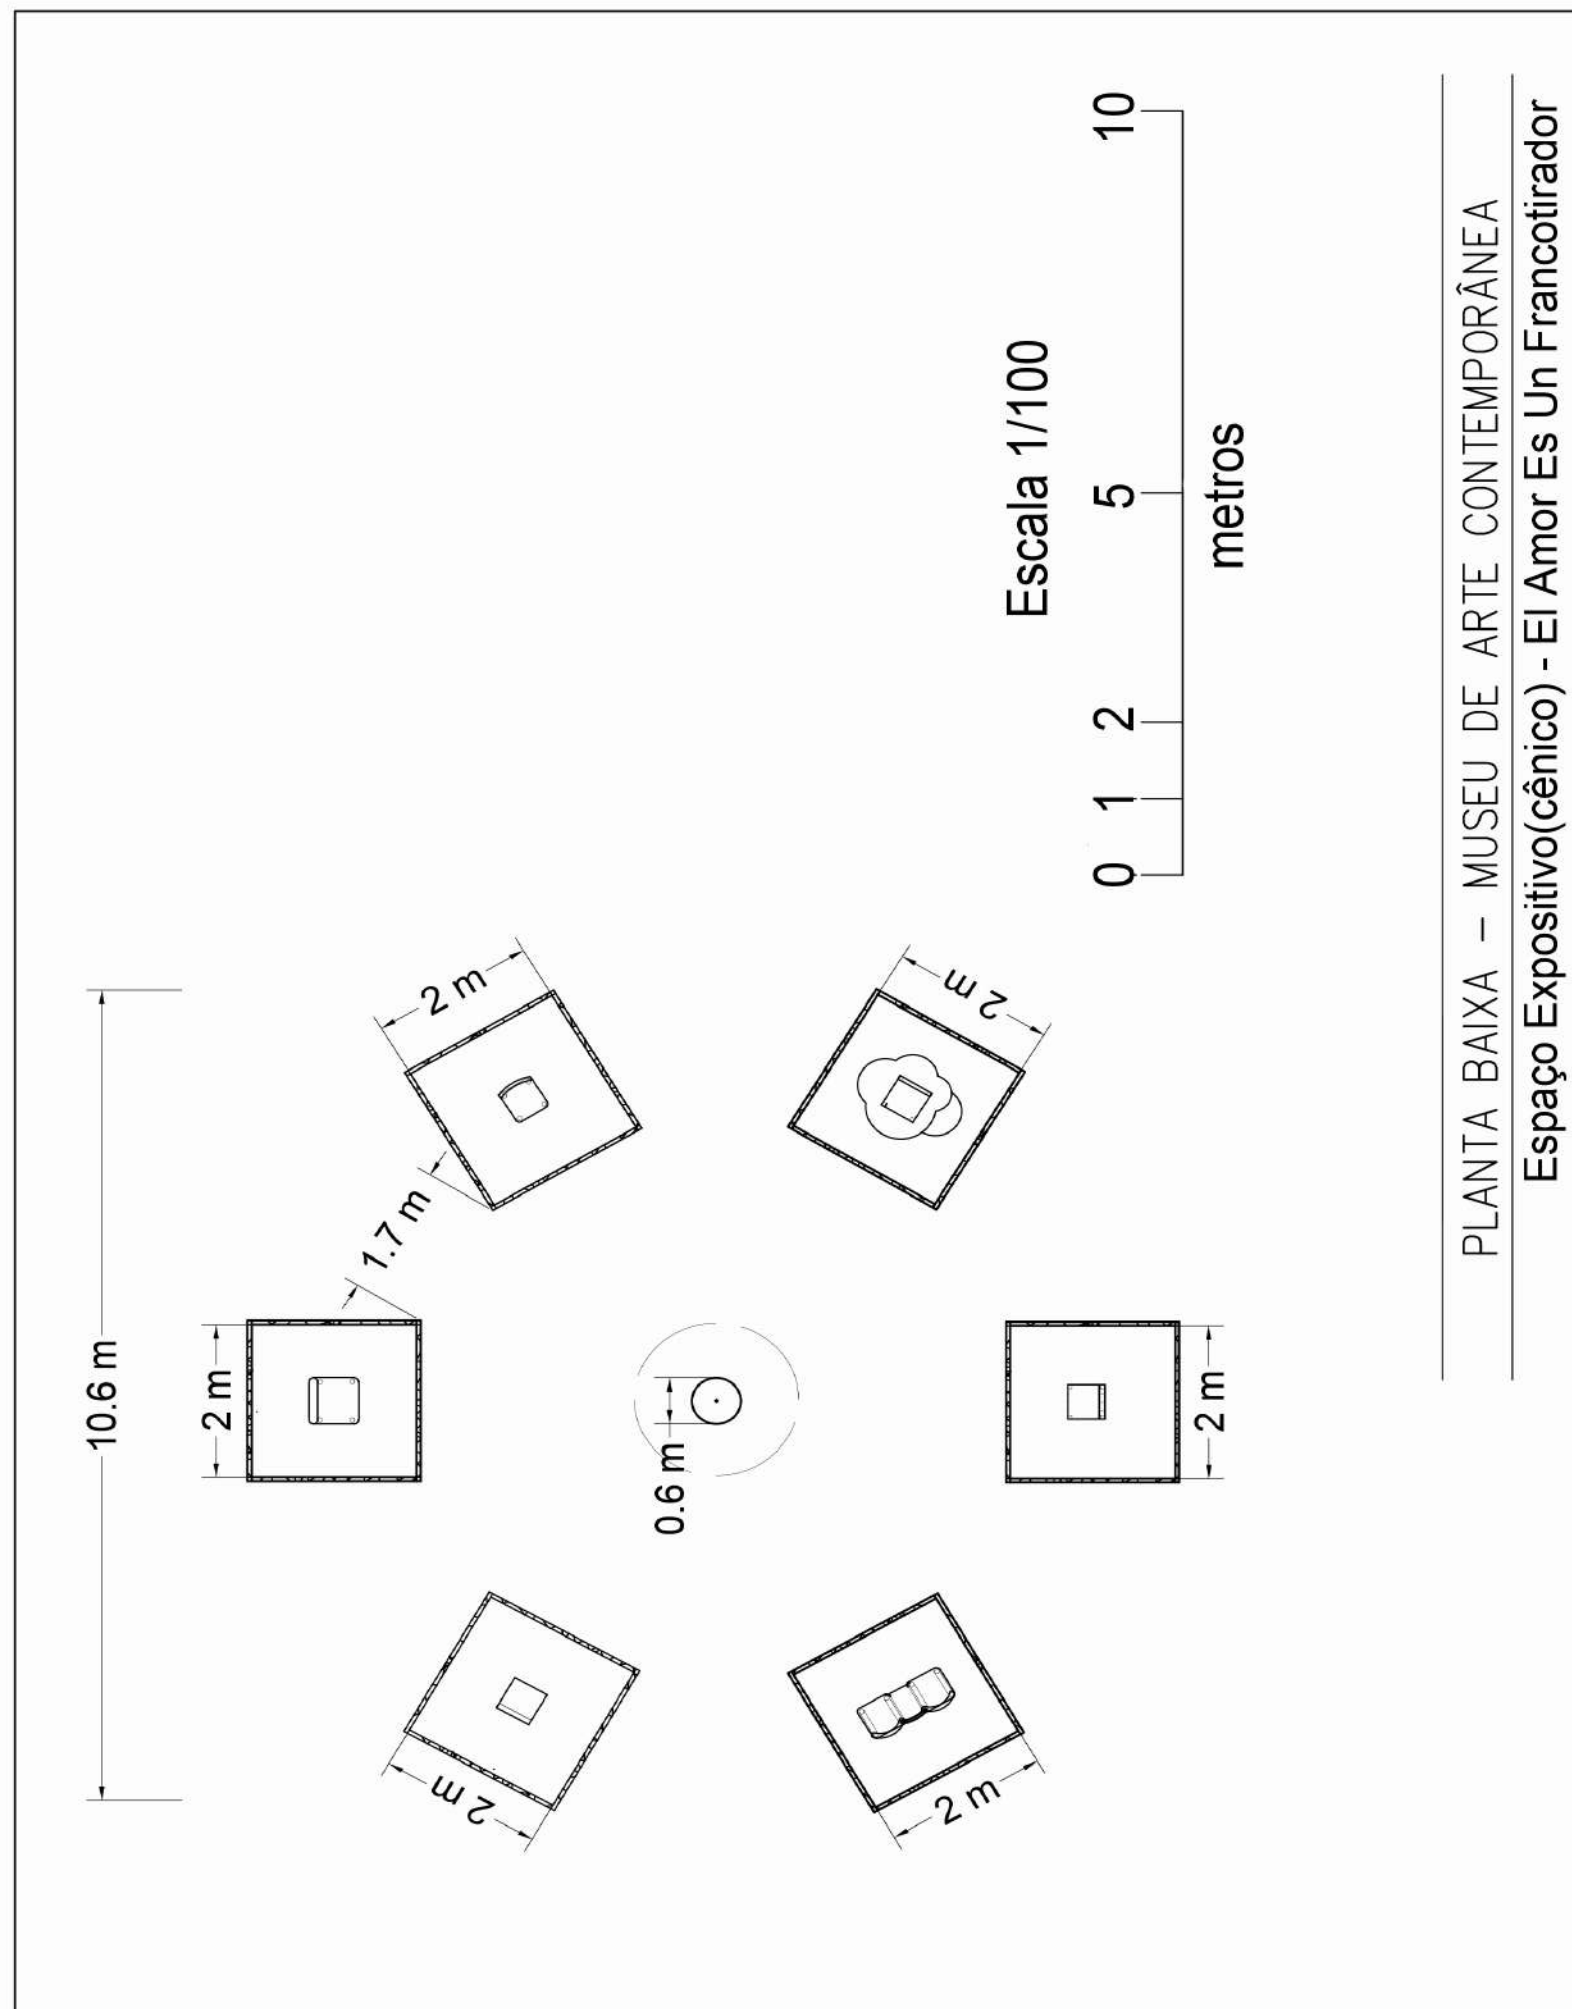 10.6 m
2 m
1.7 m
2 m
2 m
0.6 m
2 m
2 m
2 m
Escala 1/100
0 1 2 5 10
metros
PLANTA BAIXA - MUSEU DE ARTE CONTEMPORÂNEA
Espaço Expositivo(cênico) - El Amor Es Un Francotirador